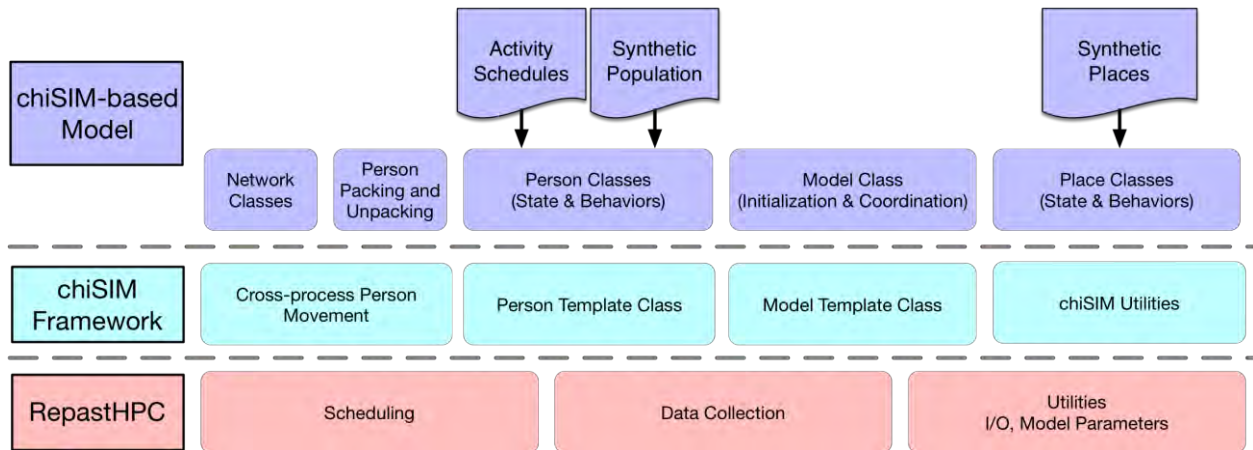 Activity
Schedules
Synthetic
Population
Synthetic
Places
chiSIM-based
Model
Network
Classes
Person
Packing and
Unpacking
Person Classes
(State & Behaviors)
Model Class
(Initialization & Coordination)
Place Classes
(State & Behaviors)
chiSIM
Framework
Cross-process Person
Movement
Person Template Class
Model Template Class
chiSIM Utilities
RepastHPC
Scheduling
Data Collection
Utilities
I/O, Model Parameters